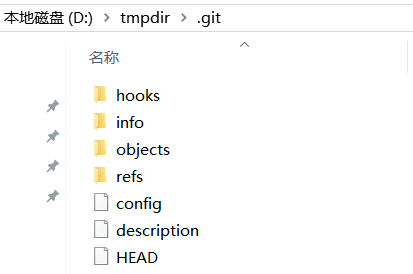 本地磁盘 (D:) > tmpdir > .git
名称
hooks
info
objects
refs
config
description
HEAD